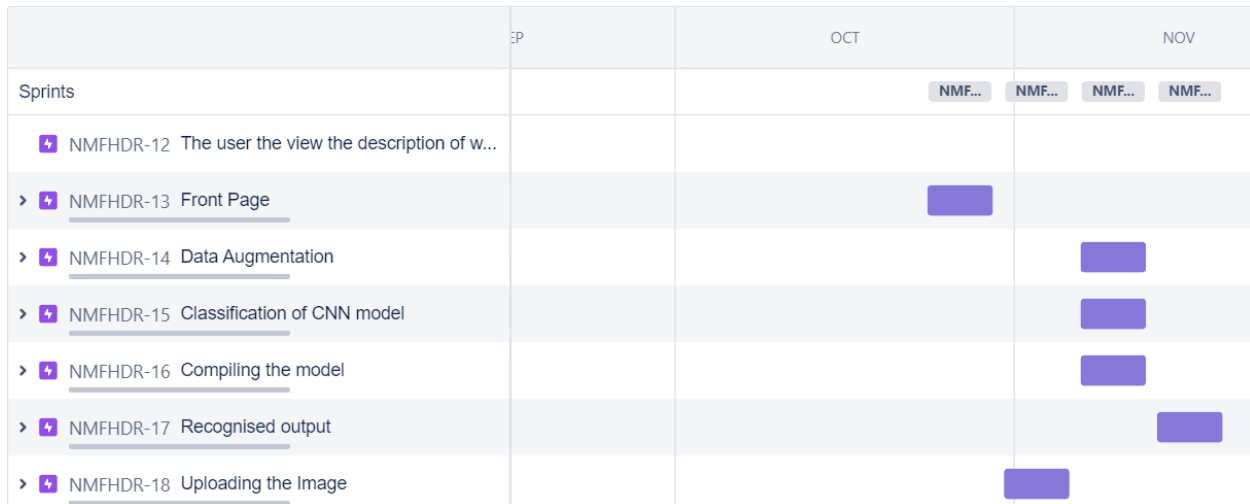 EP OCT NOV
Sprints NMF... NMF... NMF... NMF...
NMFHDR-12 The user the view the description of w...
NMFHDR-13 Front Page
NMFHDR-14 Data Augmentation
NMFHDR-15 Classification of CNN model
NMFHDR-16 Compiling the model
NMFHDR-17 Recognised output
NMFHDR-18 Uploading the Image